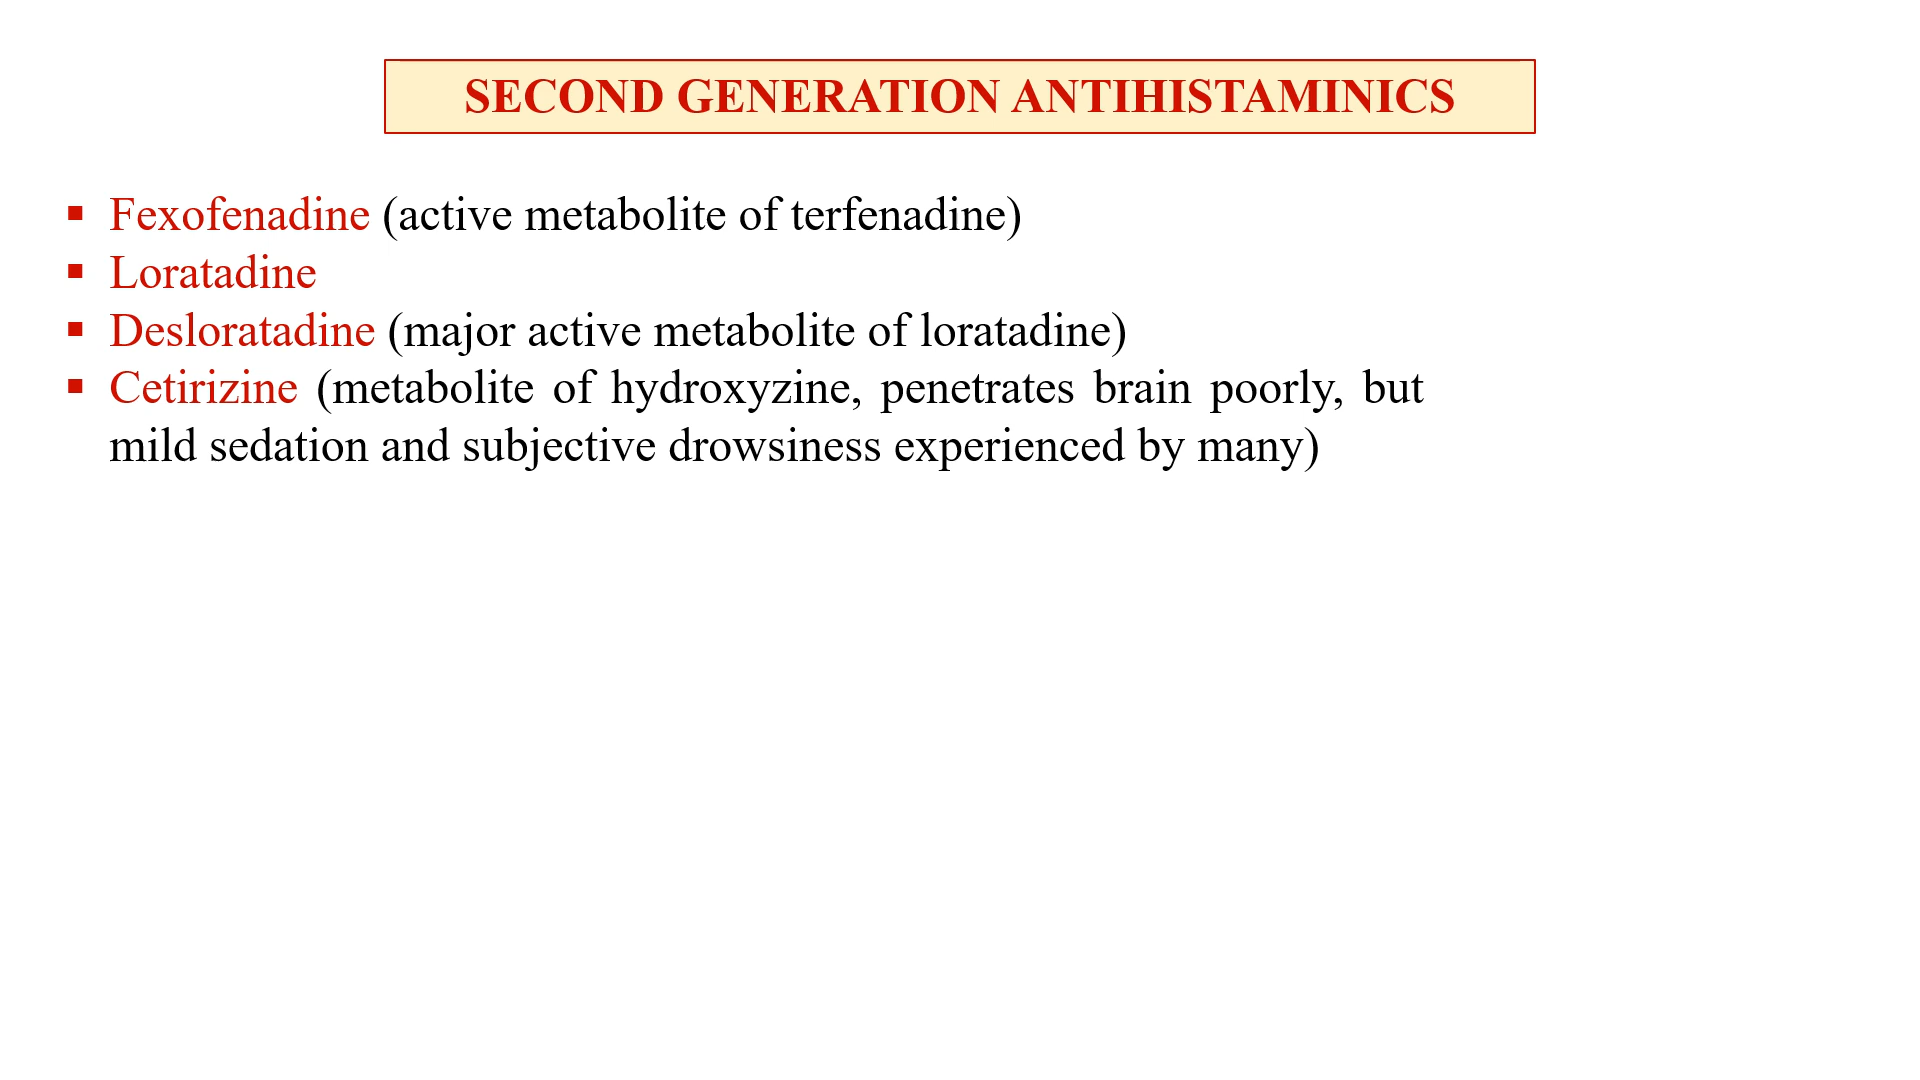 SECOND GENERATION ANTIHISTAMINICS
▪ Fexofenadine (active metabolite of terfenadine)
▪ Loratadine
▪ Desloratadine (major active metabolite of loratadine)
▪ Cetirizine (metabolite of hydroxyzine, penetrates brain poorly, but
mild sedation and subjective drowsiness experienced by many)